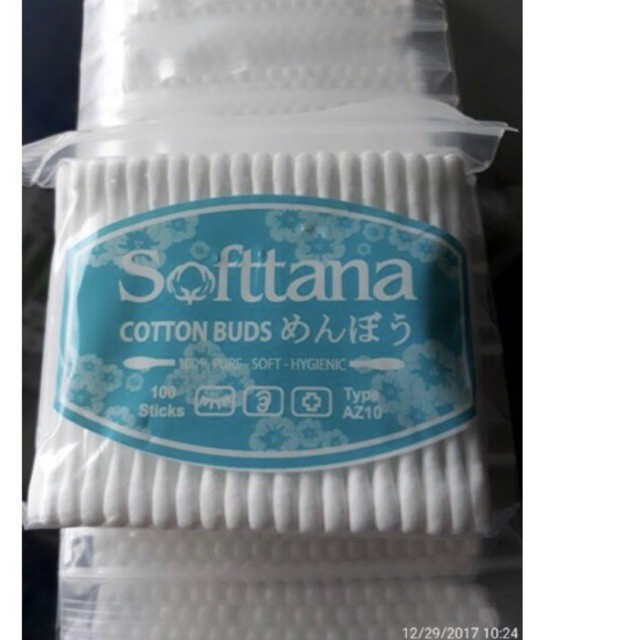 Softtana
COTTON BUDS めんぼう
100% PURE - SOFT - HYGIENIC
100 Sticks
Type AZ10
12/29/2017 10:24